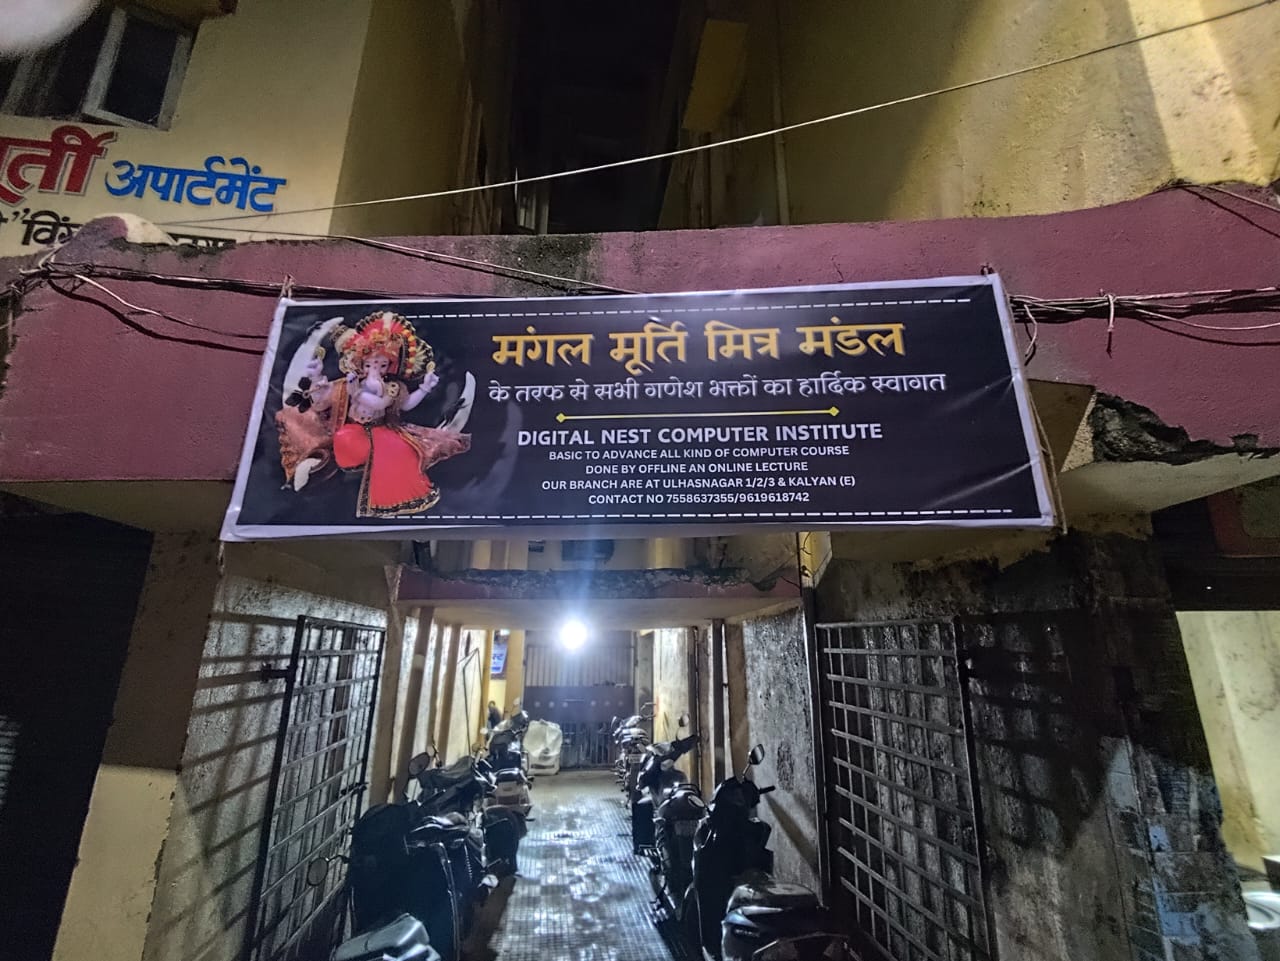 अपार्टमेंट
मंगल मूर्ति मित्र मंडल
के तरफ से सभी गणेश भक्तों का हार्दिक स्वागत
DIGITAL NEST COMPUTER INSTITUTE
BASIC TO ADVANCE ALL KIND OF COMPUTER COURSE
DONE BY OFFLINE AN ONLINE LECTURE
OUR BRANCH ARE AT ULHASNAGAR 1/2/3 & KALYAN (E)
CONTACT NO 7558637355/9619618742